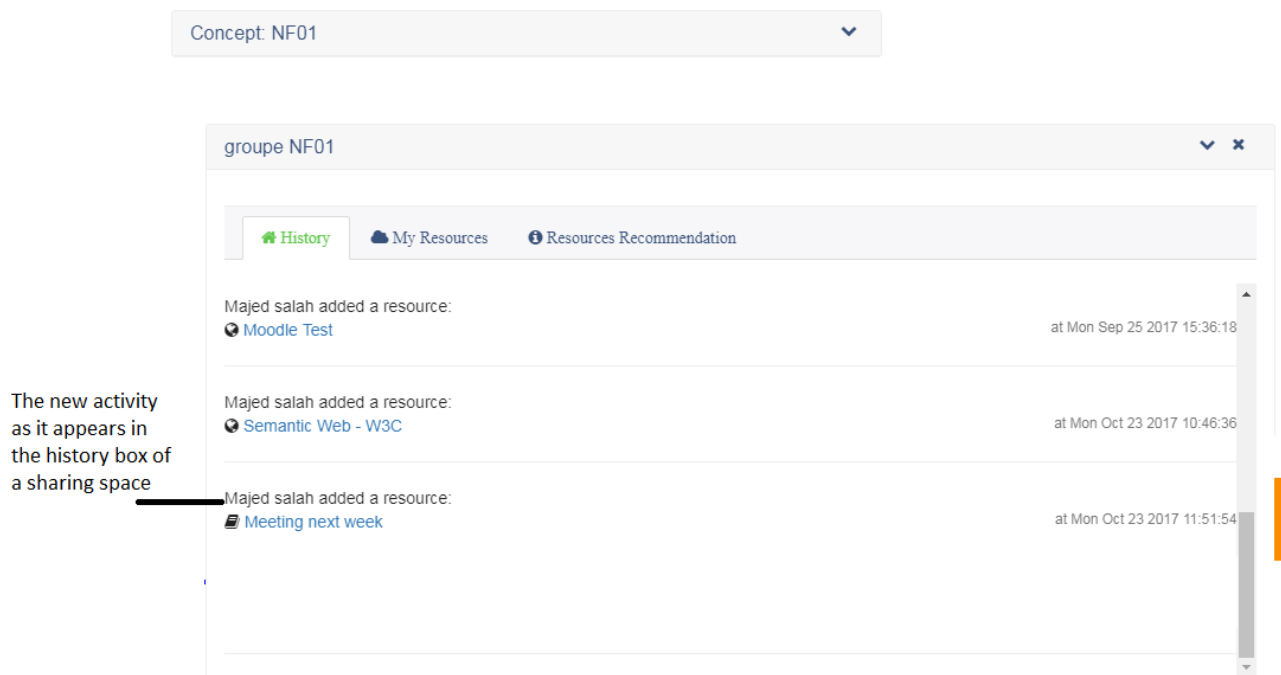 Concept: NF01
groupe NF01
History My Resources Resources Recommendation
Majed salah added a resource:
Moodle Test at Mon Sep 25 2017 15:36:18
Majed salah added a resource:
Semantic Web - W3C at Mon Oct 23 2017 10:46:36
The new activity
as it appears in
the history box of
a sharing space
Majed salah added a resource:
Meeting next week at Mon Oct 23 2017 11:51:54